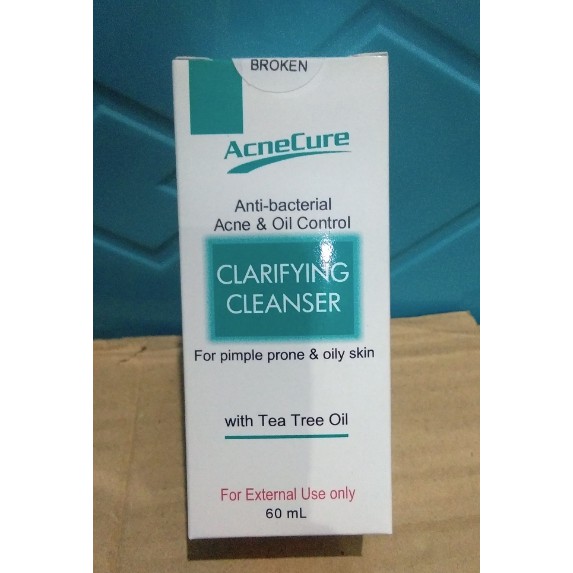 BROKEN
AcneCure
Anti-bacterial
Acne & Oil Control
CLARIFYING
CLEANSER
For pimple prone & oily skin
with Tea Tree Oil
For External Use only
60 mL